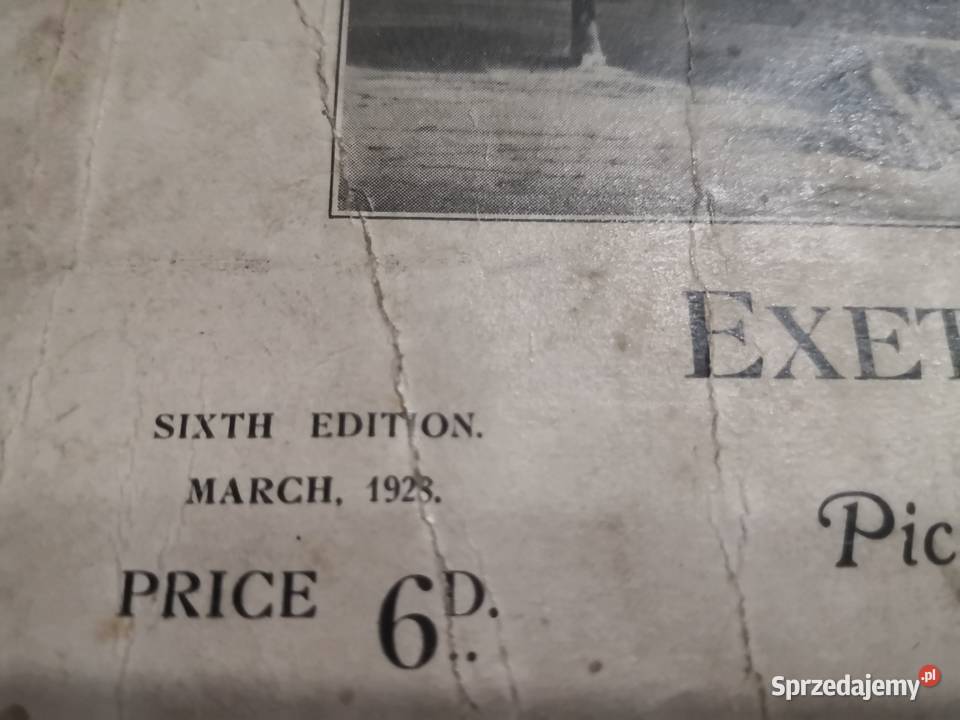 EXET
SIXTH EDITION.
MARCH, 1928.
Pic
PRICE 6D.
Sprzedajemy.pl